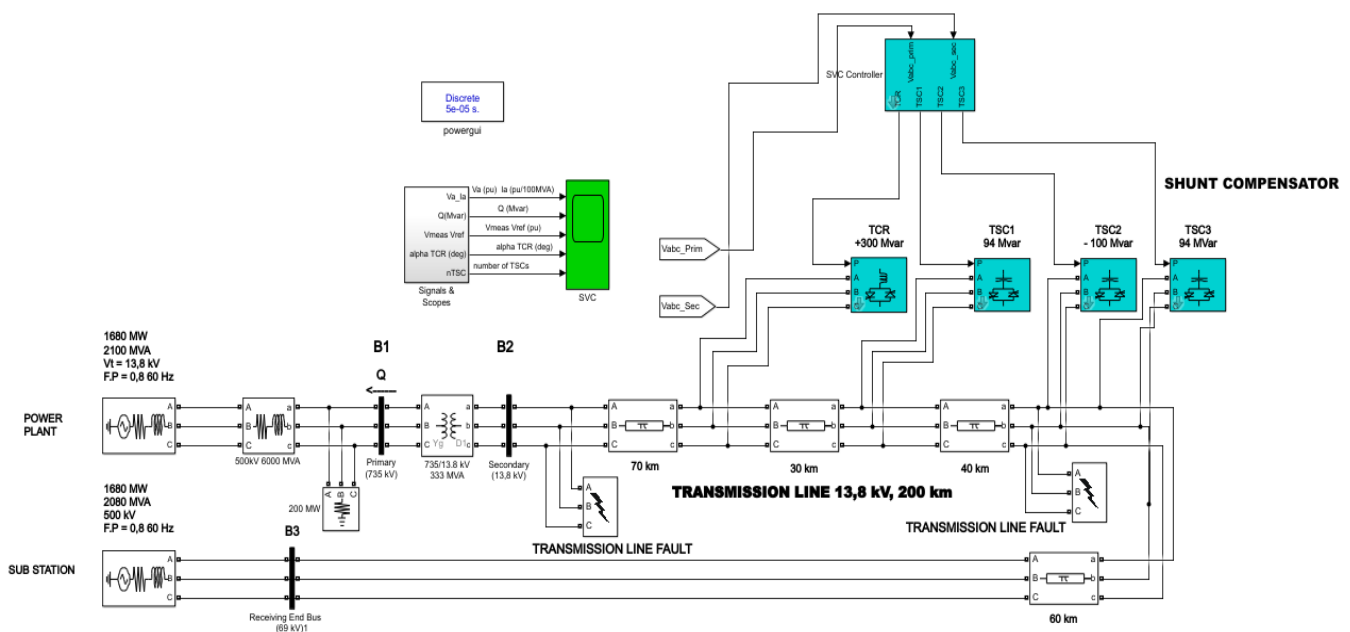 Vabc_prim
Vabc_sec
SVC Controller
TCR
TSC1
TSC2
TSC3
Discrete
5e-05 s.
powergui
SHUNT COMPENSATOR
Va_Ia
Q(Mvar)
Vmeas Vref
alpha TCR (deg)
nTSC
Va (pu) Ia (pu/100MVA)
Q (Mvar)
Vmeas Vref (pu)
alpha TCR (deg)
number of TSCs
Signals &
Scopes
SVC
Vabc_Prim
Vabc_Sec
TCR
+300 Mvar
TSC1
94 Mvar
TSC2
- 100 Mvar
TSC3
94 MVar
P
A
B
C
P
A
B
C
P
A
B
C
P
A
B
C
1680 MW
2100 MVA
Vt = 13,8 kV
F.P = 0,8 60 Hz
POWER
PLANT
A
B
C
A
B
C
a
b
c
500kV 6000 MVA
B1
Q
<------
Primary
(735 kV)
A
B
C
Yg
D1
a
b
c
735/13.8 kV
333 MVA
B2
Secondary
(13,8 kV)
A
B
C
a
b
c
70 km
A
B
C
a
b
c
30 km
A
B
C
a
b
c
40 km
TRANSMISSION LINE 13,8 kV, 200 km
A
B
C
200 MW
A
B
C
TRANSMISSION LINE FAULT
A
B
C
TRANSMISSION LINE FAULT
1680 MW
2080 MVA
500 kV
F.P = 0,8 60 Hz
SUB STATION
A
B
C
B3
Receiving End Bus
(69 kV)1
A
B
C
a
b
c
60 km